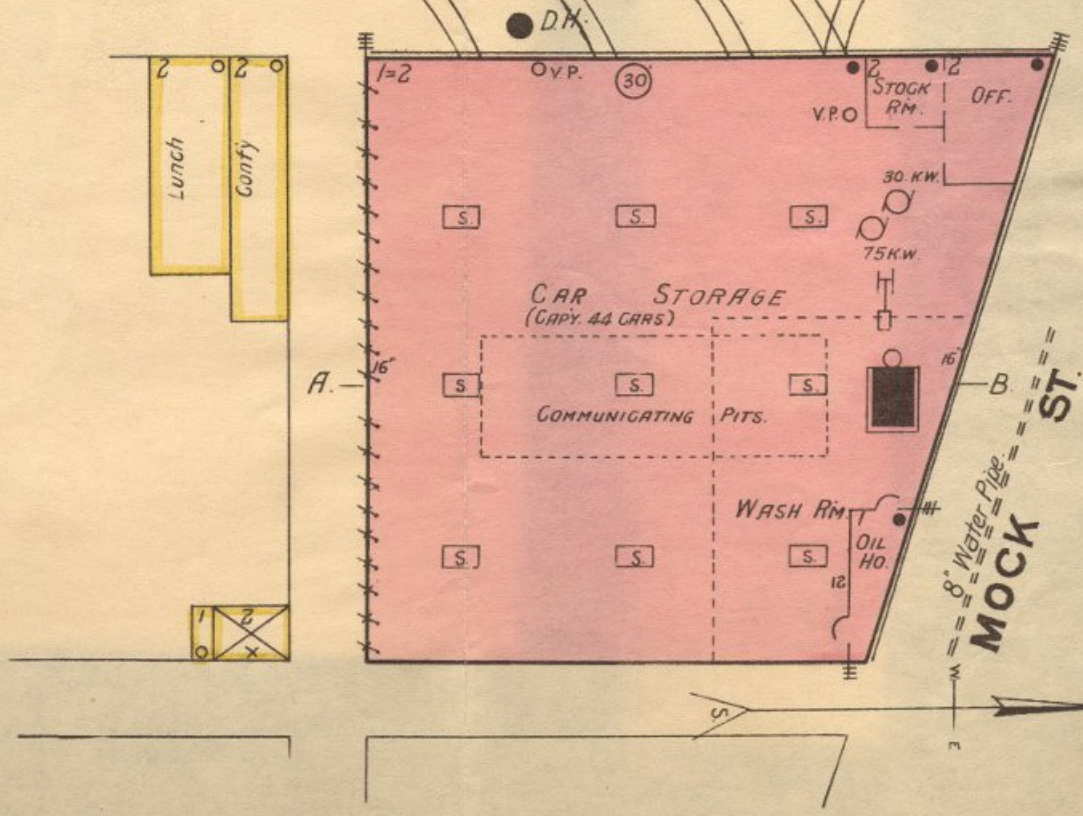 D.H.
2
2
1=2
V.P.
30
2
2
STOCK
RM.
OFF.
V.P.
Lunch
Confy
30. K.W.
S.
S.
S.
75 K.W.
CAR STORAGE
(CAPY. 44 CARS)
A.
16"
16"
B.
S.
S.
S.
COMMUNICATING PITS.
ST.
8" Water Pipe.
MOCK
WASH RM.
1
OIL
HO.
12
S.
S.
S.
1
2
x
S.
W
E